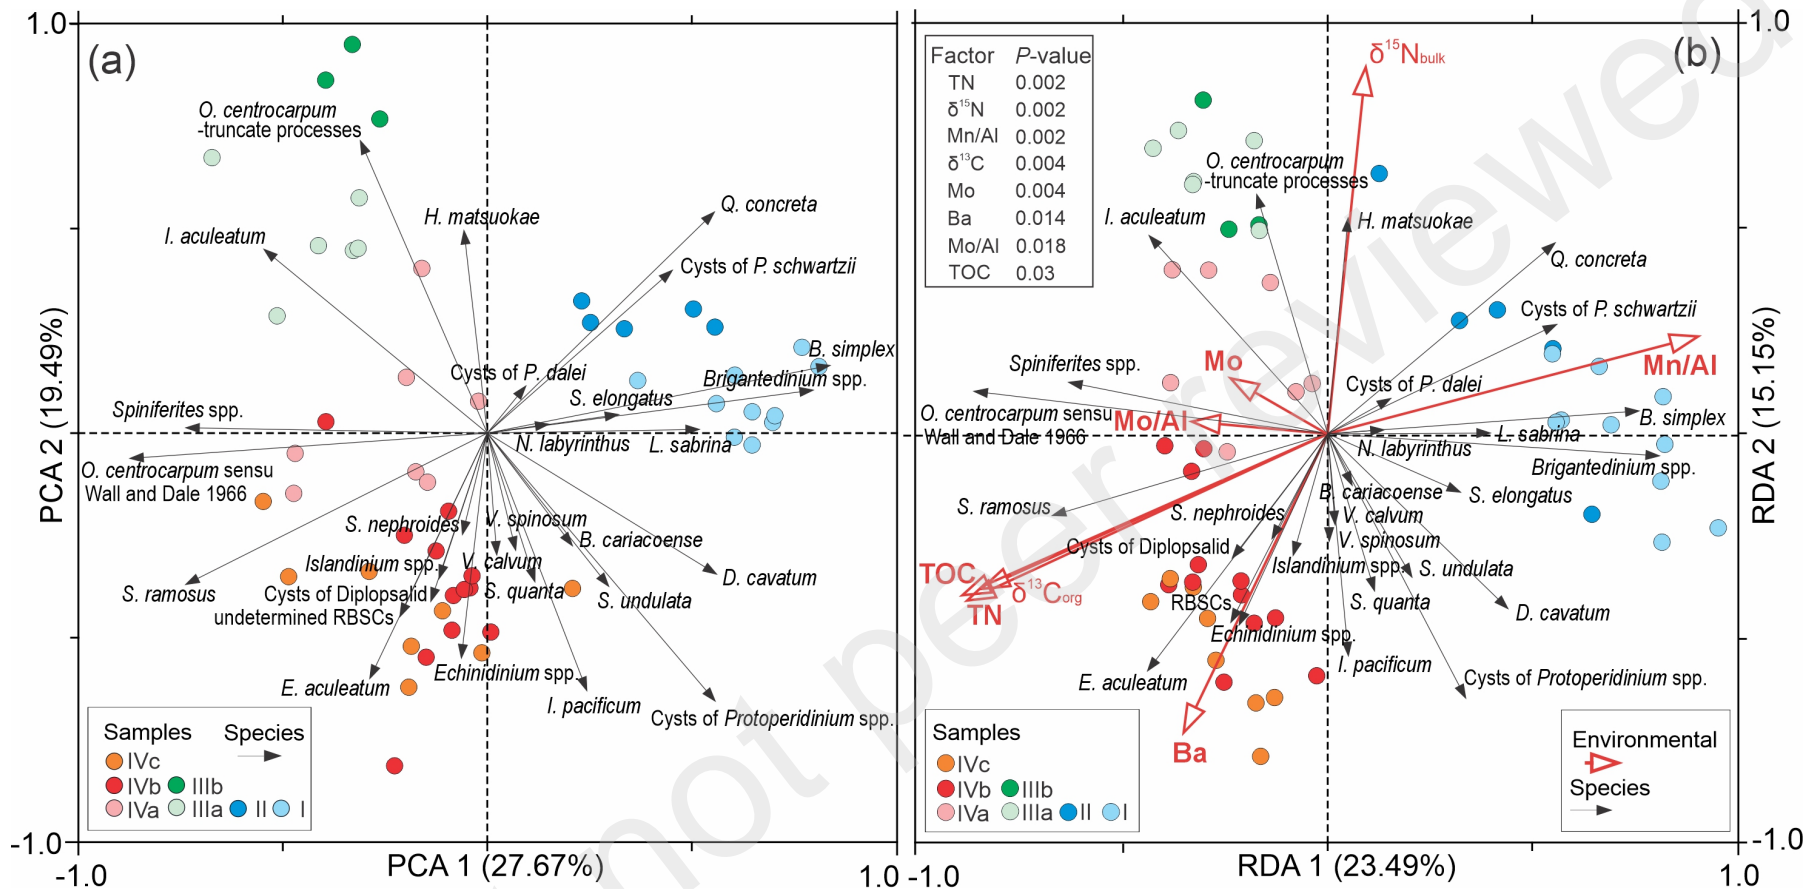 1.0
(a)
O. centrocarpum
-truncate processes
H. matsuokae
Q. concreta
I. aculeatum
Cysts of P. schwartzii
B. simplex
Cysts of P. dalei
Brigantedinium spp.
Spiniferites spp.
S. elongatus
N. labyrinthus
L. sabrina
O. centrocarpum sensu
Wall and Dale 1966
S. nephroides
V. spinosum
B. cariacoense
Islandinium spp.
V. calvum
D. cavatum
S. ramosus
Cysts of Diplopsalid
S. quanta
S. undulata
undetermined RBSCs
Echinidinium spp.
E. aculeatum
I. pacificum
Cysts of Protoperidinium spp.
Samples
Species
IVc
IVb
IIIb
IVa
IIIa
II
I
PCA 2 (19.49%)
-1.0
-1.0
PCA 1 (27.67%)
1.0
1.0
(b)
Factor P-value
TN 0.002
δ15N 0.002
Mn/Al 0.002
δ13C 0.004
Mo 0.004
Ba 0.014
Mo/Al 0.018
TOC 0.03
δ15Nbulk
O. centrocarpum
-truncate processes
I. aculeatum
H. matsuokae
Q. concreta
Cysts of P. schwartzii
Mn/Al
Spiniferites spp.
Mo
Cysts of P. dalei
O. centrocarpum sensu
Wall and Dale 1966
Mo/Al
B. simplex
L. sabrina
N. labyrinthus
Brigantedinium spp.
B. cariacoense
S. elongatus
S. ramosus
S. nephroides
V. calvum
V. spinosum
Cysts of Diplopsalid
Islandinium spp.
S. undulata
TOC
δ13Corg
TN
RBSCs
S. quanta
D. cavatum
Echinidinium spp.
I. pacificum
E. aculeatum
Cysts of Protoperidinium spp.
Ba
Samples
IVc
IVb
IIIb
IVa
IIIa
II
I
Environmental
Species
RDA 2 (15.15%)
-1.0
-1.0
RDA 1 (23.49%)
1.0
not peer reviewed